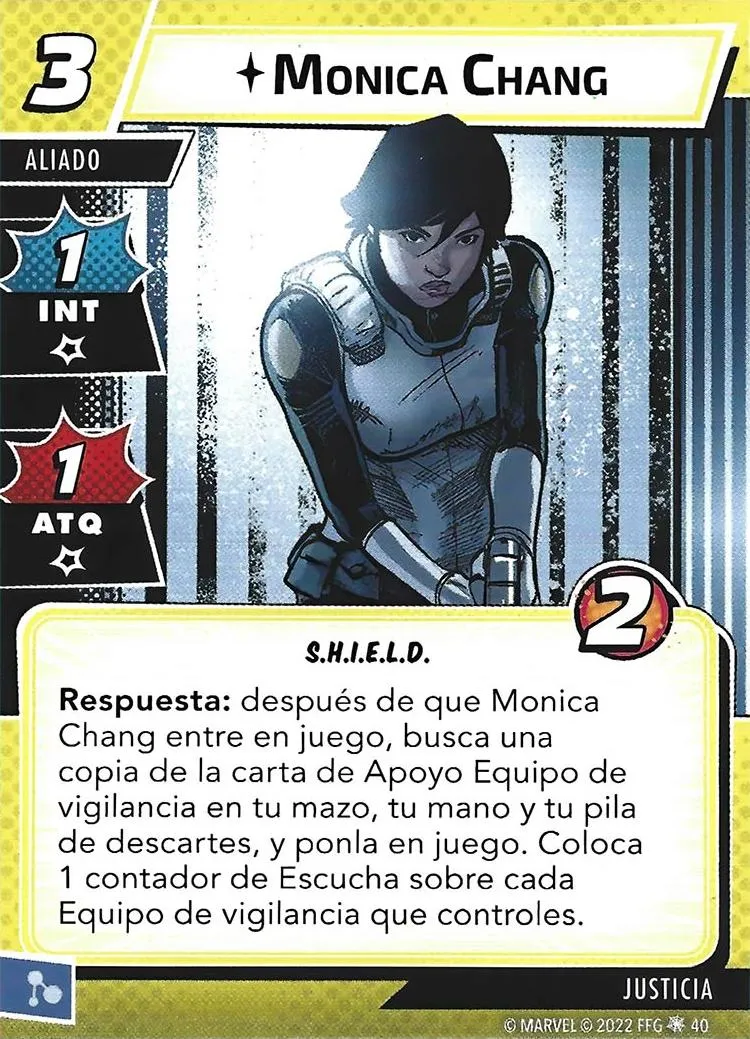 3
MONICA CHANG
ALIADO
1
INT
1
ATQ
2
S.H.I.E.L.D.
Respuesta: después de que Monica
Chang entre en juego, busca una
copia de la carta de Apoyo Equipo de
vigilancia en tu mazo, tu mano y tu pila
de descartes, y ponla en juego. Coloca
1 contador de Escucha sobre cada
Equipo de vigilancia que controles.
JUSTICIA
© MARVEL © 2022 FFG 40